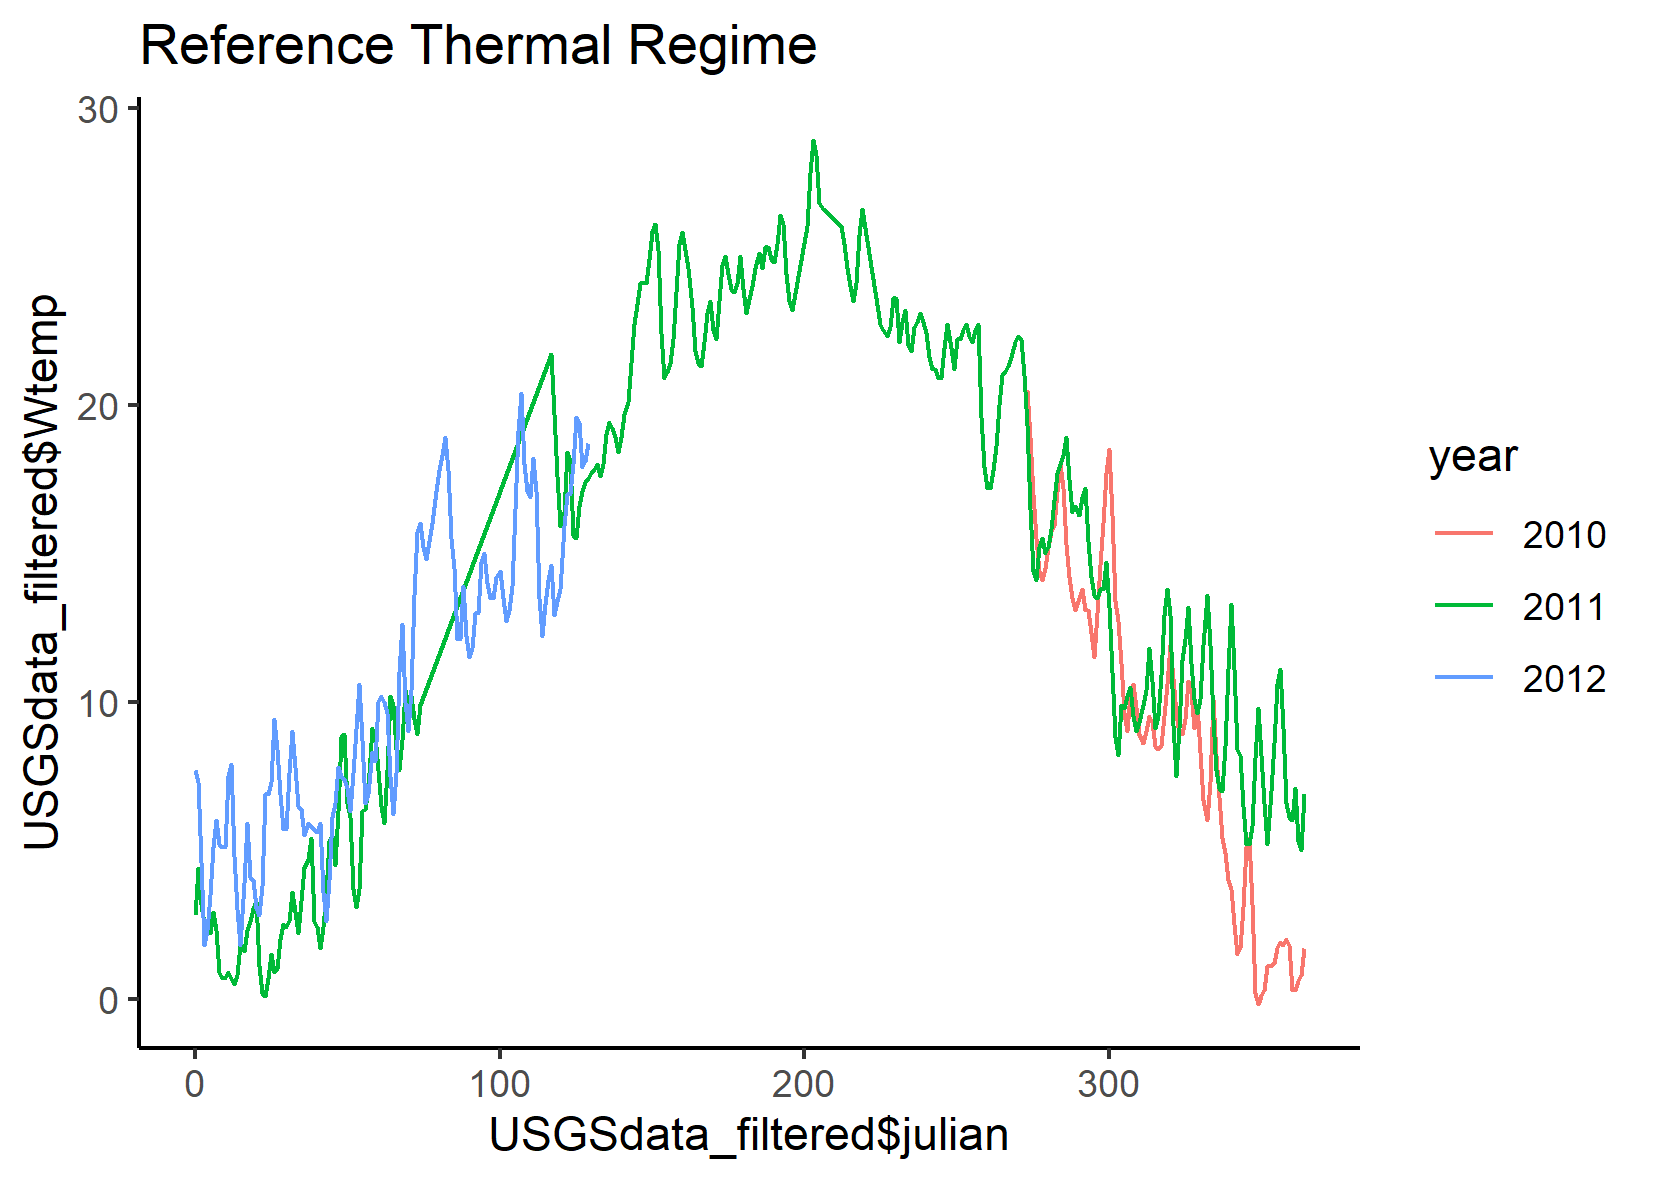 Reference Thermal Regime
30
20
10
0
USGSdata_filtered$Wtemp
0 100 200 300
USGSdata_filtered$julian
year
2010
2011
2012